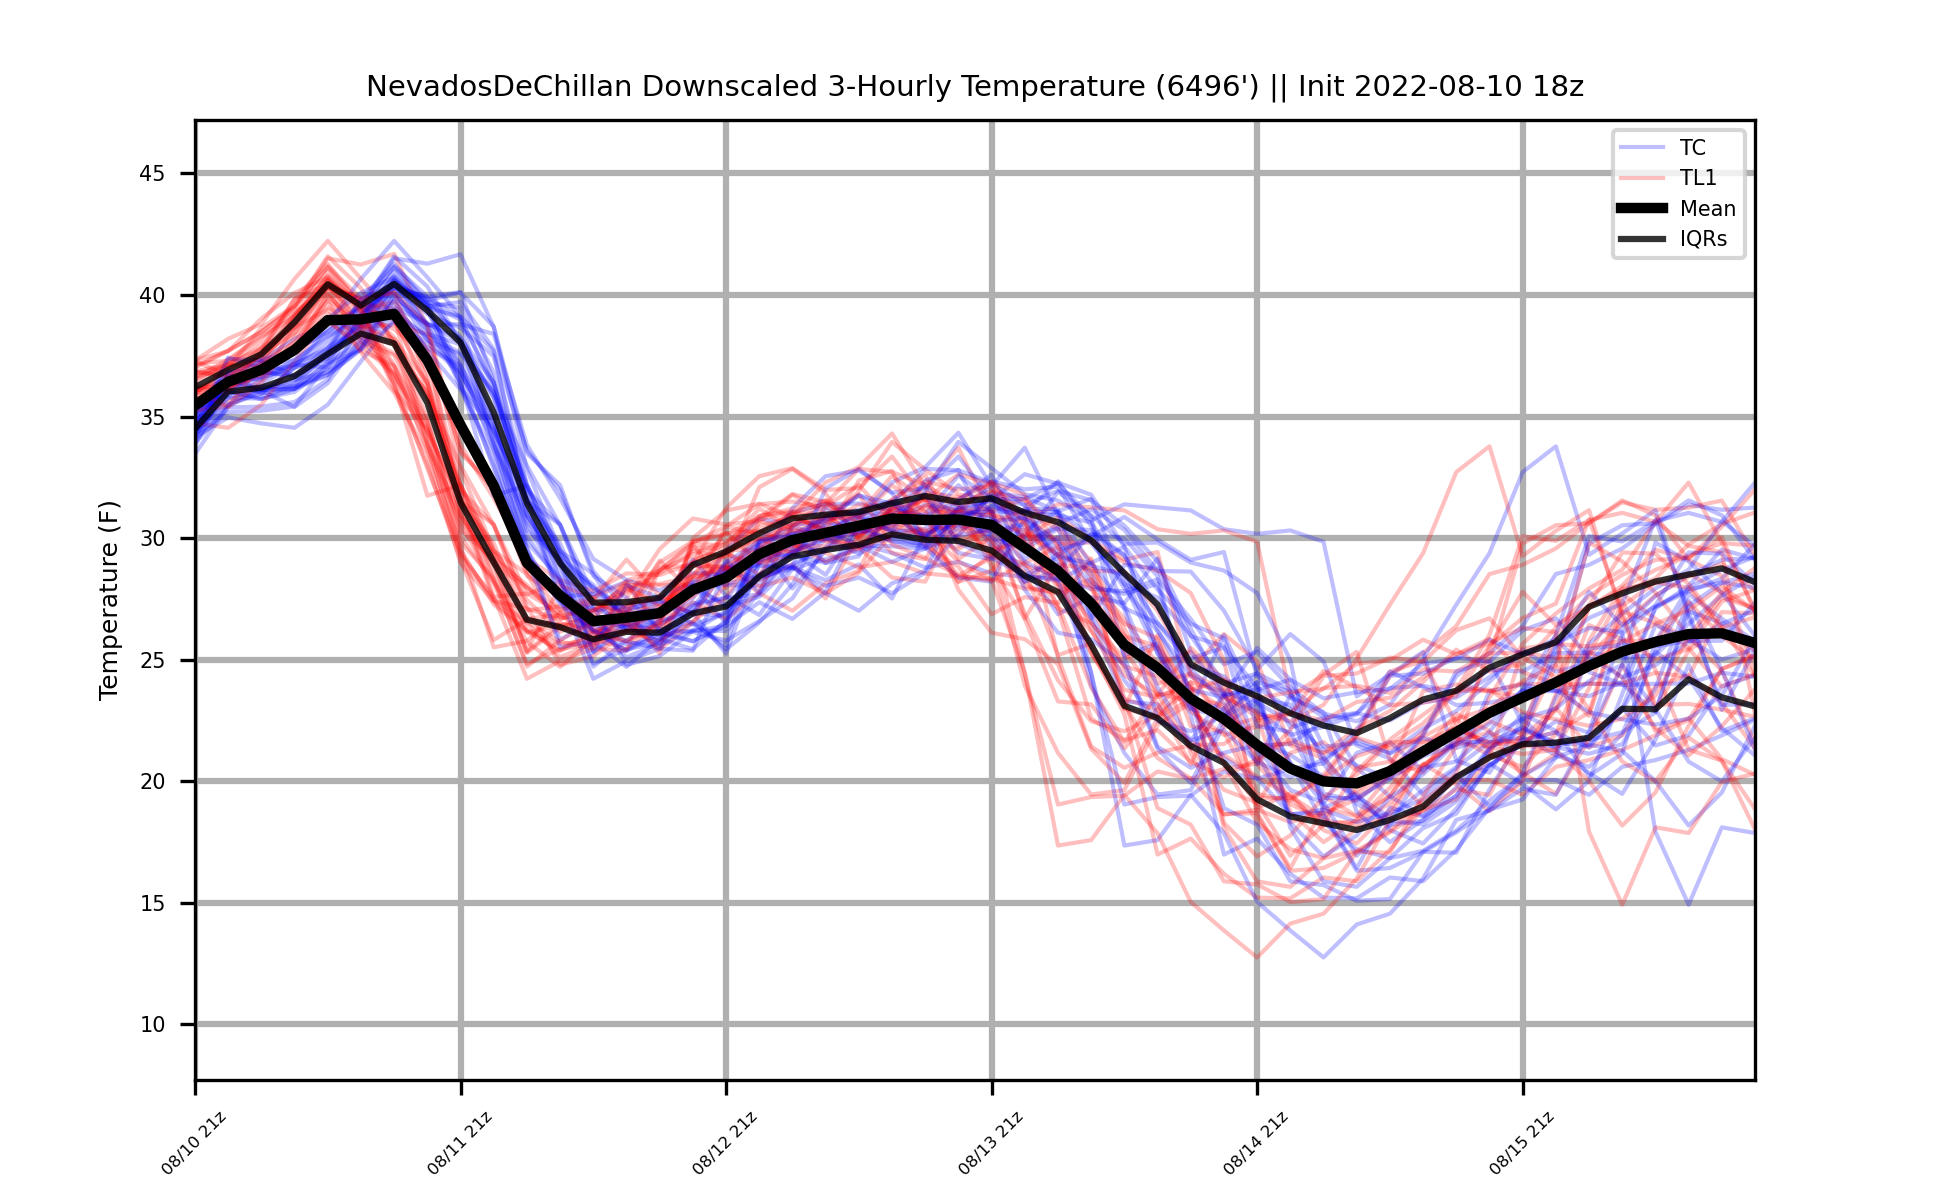 NevadosDeChillan Downscaled 3-Hourly Temperature (6496') || Init 2022-08-10 18z
TC
TL1
Mean
IQRs
Temperature (F)
45
40
35
30
25
20
15
10
08/10 21z
08/11 21z
08/12 21z
08/13 21z
08/14 21z
08/15 21z